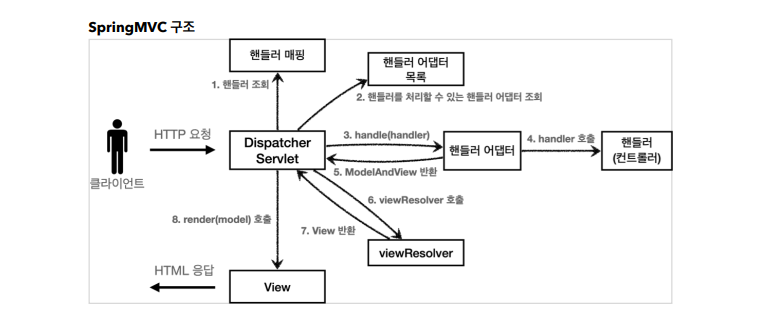 SpringMVC 구조
핸들러 매핑
핸들러 어댑터
목록
1. 핸들러 조회
2. 핸들러를 처리할 수 있는 핸들러 어댑터 조회
HTTP 요청
Dispatcher
Servlet
3. handle(handler)
핸들러 어댑터
4. handler 호출
핸들러
(컨트롤러)
5. ModelAndView 반환
클라이언트
6. viewResolver 호출
8. render(model) 호출
7. View 반환
viewResolver
HTML 응답
View